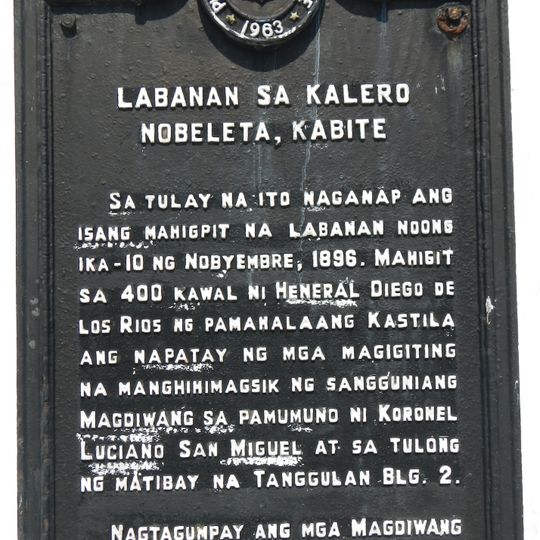 1963
LABANAN SA KALERO
NOBELETA, KABITE
SA TULAY NA ITO NAGANAP ANG
ISANG MAHIGPIT NA LABANAN NOONG
IKA-10 NG NOBYEMBRE, 1896. MAHIGIT
SA 400 KAWAL NI HENERAL DIEGO DE
LOS RIOS NG PAMAHALAANG KASTILA
ANG NAPATAY NG MGA MAGIGITING
NA MANGHIHIMAGSIK NG SANGGUNIANG
MAGDIWANG SA PAMUMUNO NI KORONEL
LUCIANO SAN MIGUEL AT SA TULONG
NG MATIBAY NA TANGGULAN BLG. 2.
NAGTAGUMPAY ANG MGA MAGDIWANG